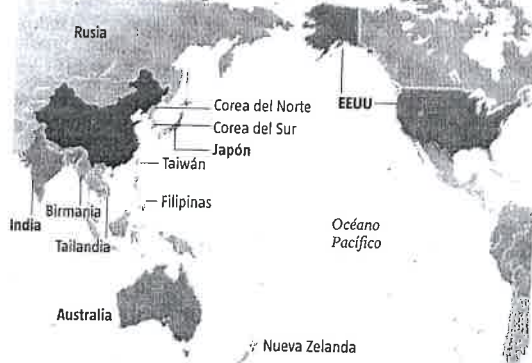 Rusia
Corea del Norte
EEUU
Corea del Sur
Japón
Taiwán
Filipinas
Birmania
India
Tailandia
Océano
Pacífico
Australia
Nueva Zelanda